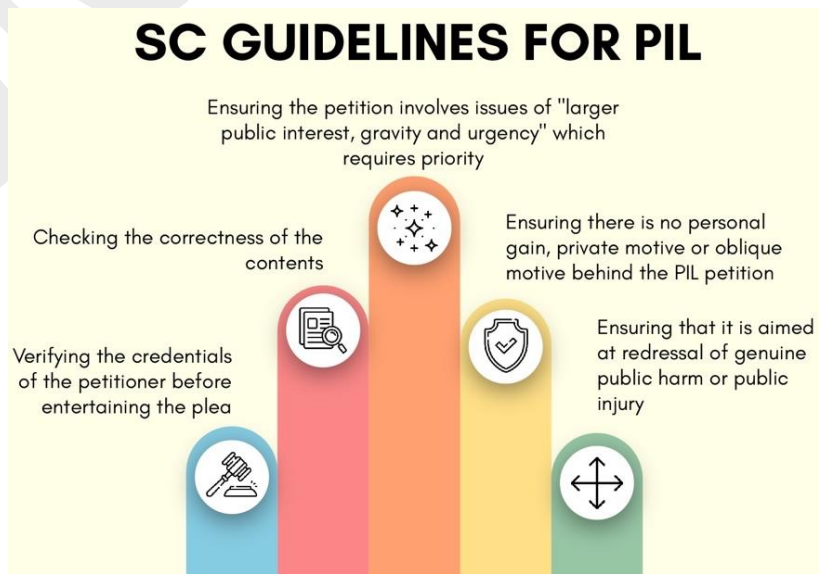 SC GUIDELINES FOR PIL
Ensuring the petition involves issues of "larger
public interest, gravity and urgency" which
requires priority
Checking the correctness of the
contents
Ensuring there is no personal
gain, private motive or oblique
motive behind the PIL petition
Verifying the credentials
of the petitioner before
entertaining the plea
Ensuring that it is aimed
at redressal of genuine
public harm or public
injury